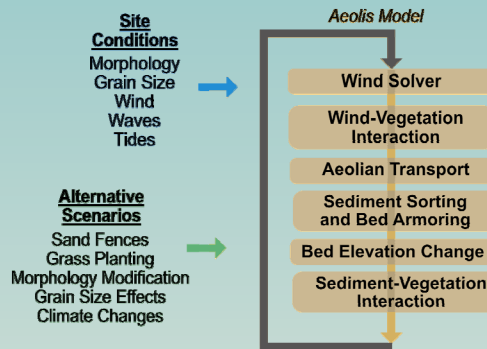 Site
Conditions
Morphology
Grain Size
Wind
Waves
Tides
Alternative
Scenarios
Sand Fences
Grass Planting
Morphology Modification
Grain Size Effects
Climate Changes
Aeolis Model
Wind Solver
Wind-Vegetation
Interaction
Aeolian Transport
Sediment Sorting
and Bed Armoring
Bed Elevation Change
Sediment-Vegetation
Interaction